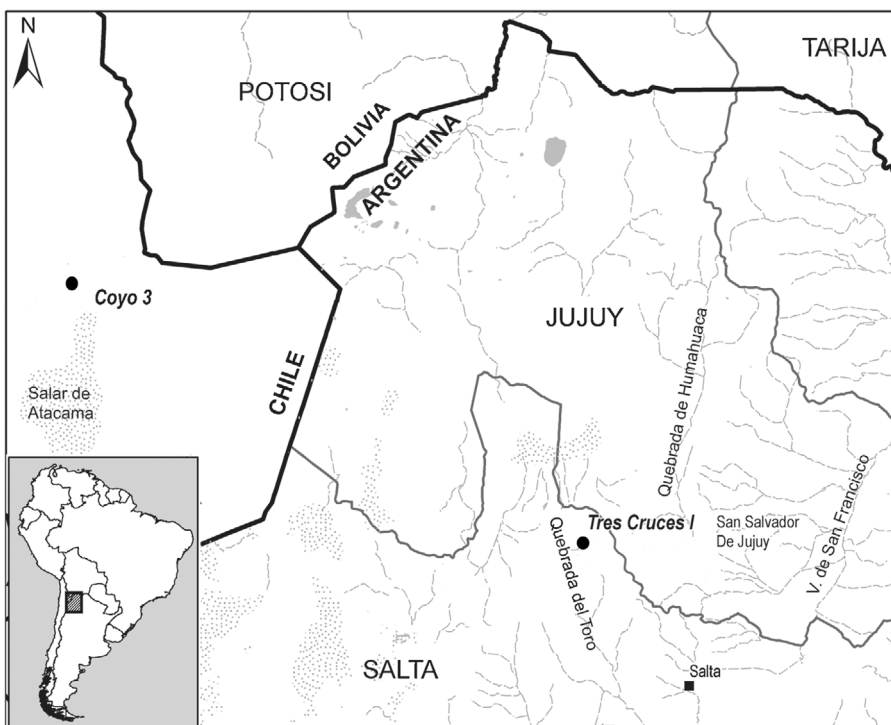 N
TARIJA
POTOSI
BOLIVIA
ARGENTINA
Coyo 3
JUJUY
Quebrada de Humahuaca
CHILE
Salar de
Atacama
Tres Cruces I
San Salvador
De Jujuy
V. de San Francisco
Quebrada del Toro
SALTA
Salta